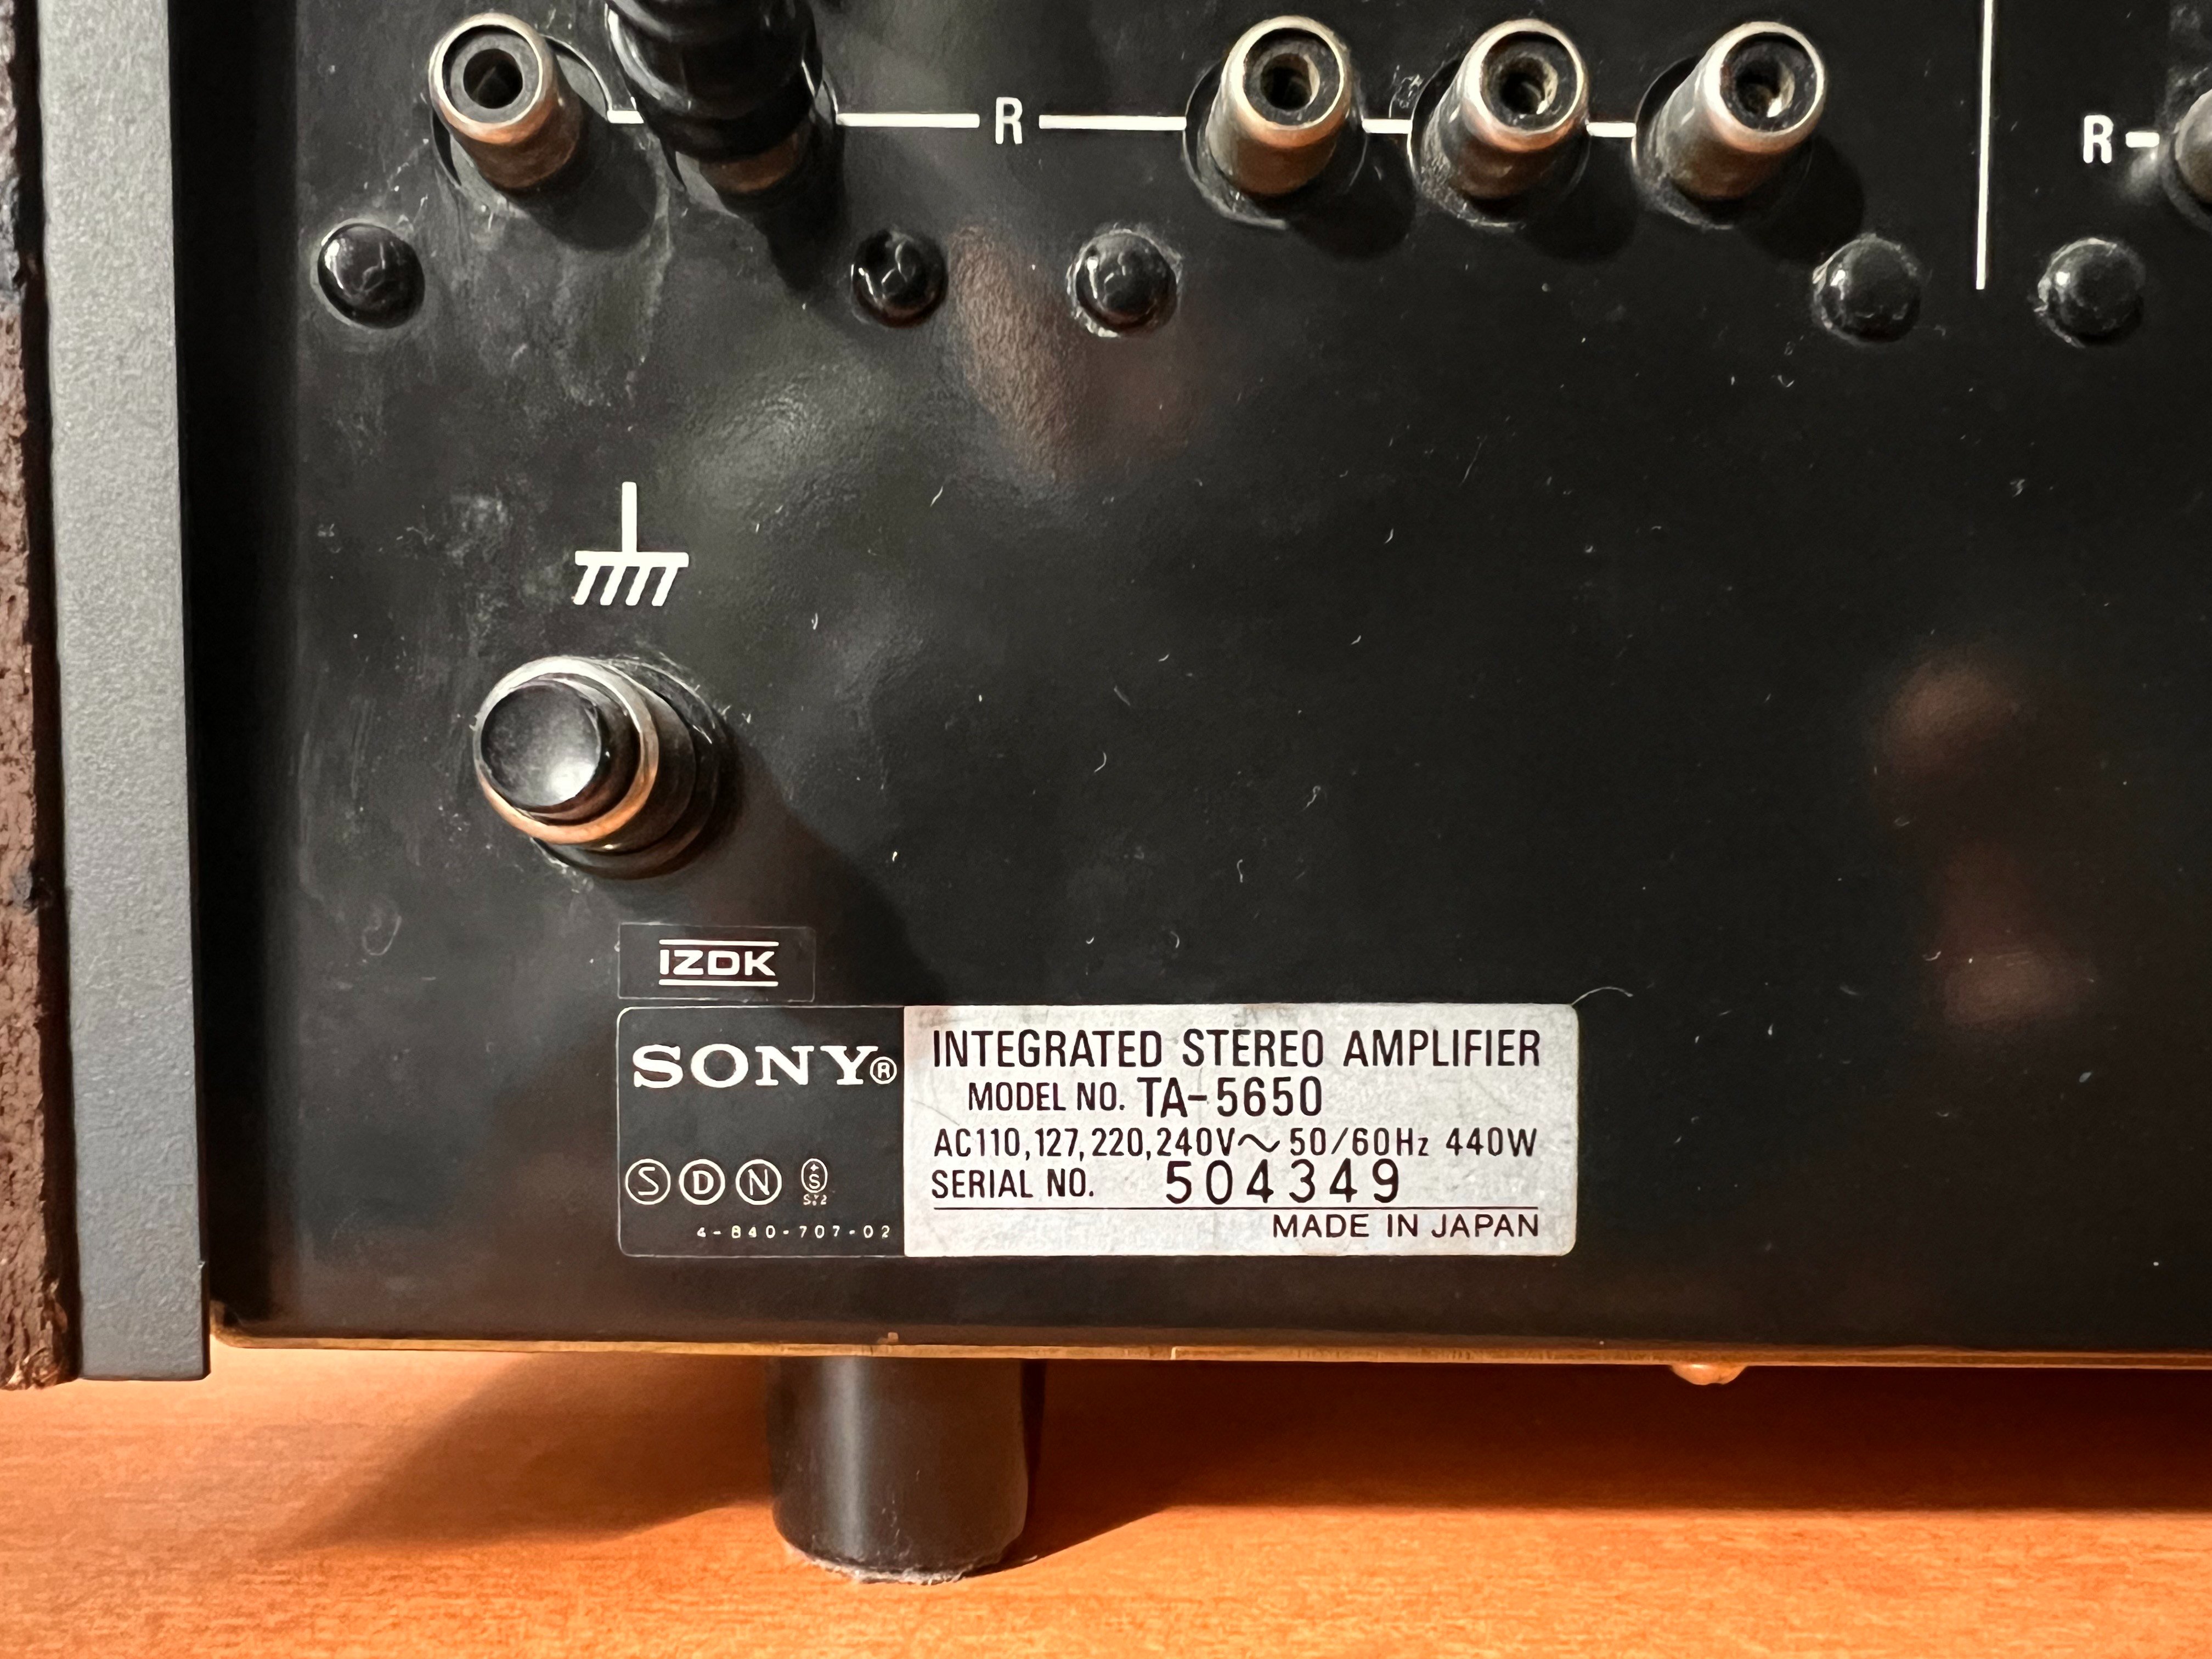 R
R
IZDK
SONY®
S D N S
4-840-707-02
INTEGRATED STEREO AMPLIFIER
MODEL NO. TA-5650
AC110,127,220,240V~ 50/60Hz 440W
SERIAL NO. 504349
MADE IN JAPAN